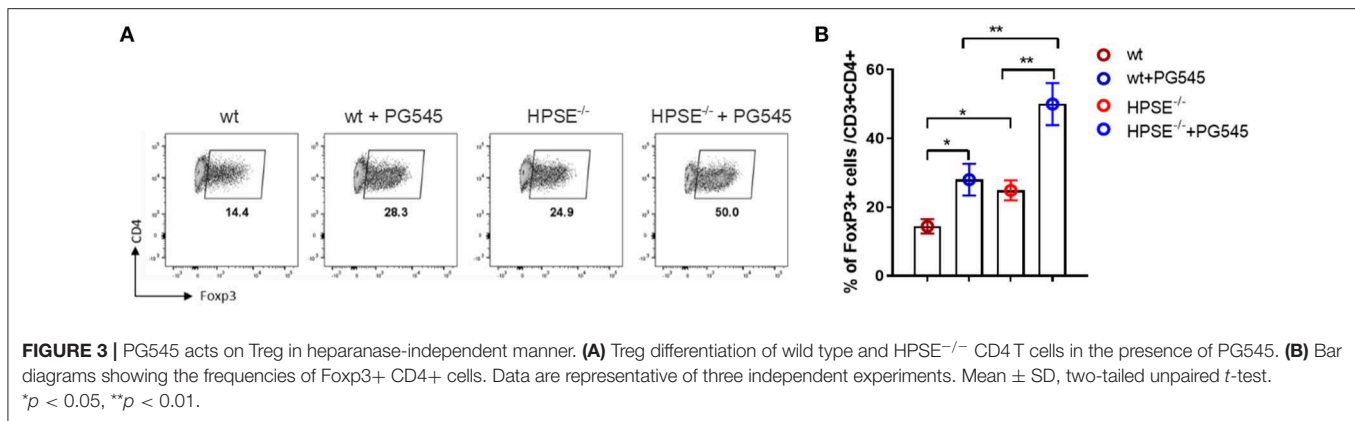 A
wt
wt + PG545
HPSE-/-
HPSE-/- + PG545
14.4
28.3
24.9
50.0
CD4
Foxp3
B
% of FoxP3+ cells /CD3+CD4+
60
40
20
0
*
*
**
**
wt
wt+PG545
HPSE-/-
HPSE-/-+PG545
FIGURE 3 | PG545 acts on Treg in heparanase-independent manner. (A) Treg differentiation of wild type and HPSE−/− CD4 T cells in the presence of PG545. (B) Bar
diagrams showing the frequencies of Foxp3+ CD4+ cells. Data are representative of three independent experiments. Mean ± SD, two-tailed unpaired t-test.
*p < 0.05, **p < 0.01.